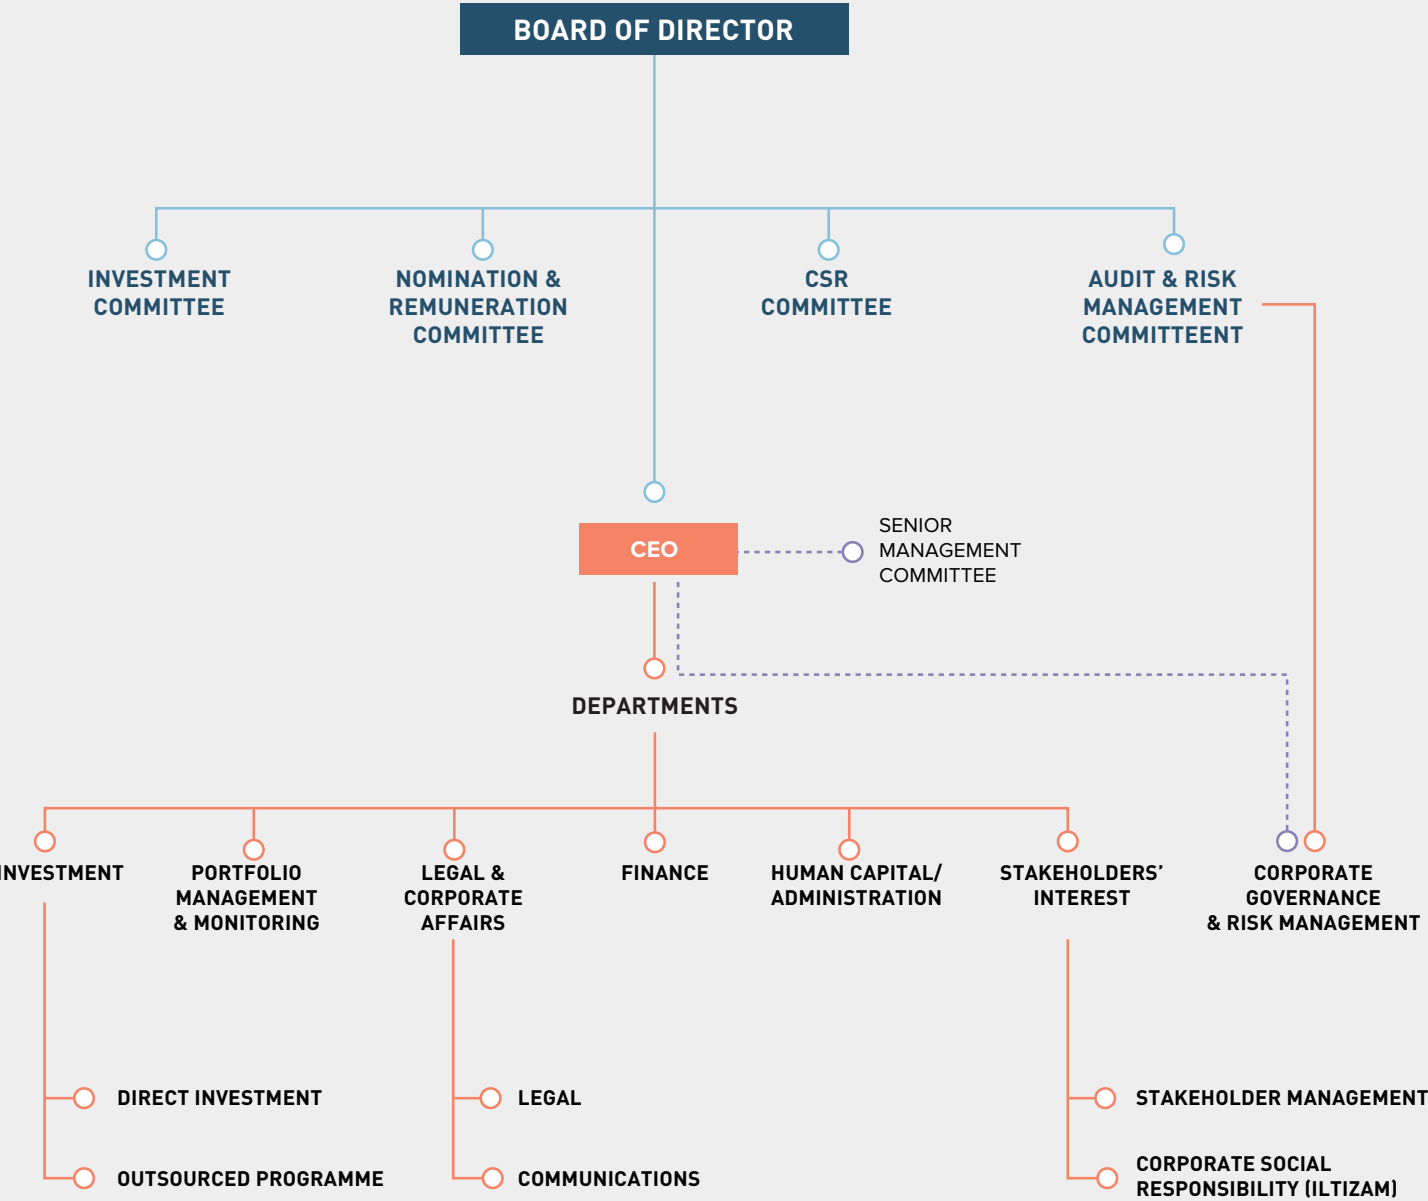 BOARD OF DIRECTOR
INVESTMENT
COMMITTEE
NOMINATION &
REMUNERATION
COMMITTEE
CSR
COMMITTEE
AUDIT & RISK
MANAGEMENT
COMMITTEENT
CEO
SENIOR
MANAGEMENT
COMMITTEE
DEPARTMENTS
INVESTMENT
PORTFOLIO
MANAGEMENT
& MONITORING
LEGAL &
CORPORATE
AFFAIRS
FINANCE
HUMAN CAPITAL/
ADMINISTRATION
STAKEHOLDERS’
INTEREST
CORPORATE
GOVERNANCE
& RISK MANAGEMENT
DIRECT INVESTMENT
OUTSOURCED PROGRAMME
LEGAL
COMMUNICATIONS
STAKEHOLDER MANAGEMENT
CORPORATE SOCIAL
RESPONSIBILITY (ILTIZAM)